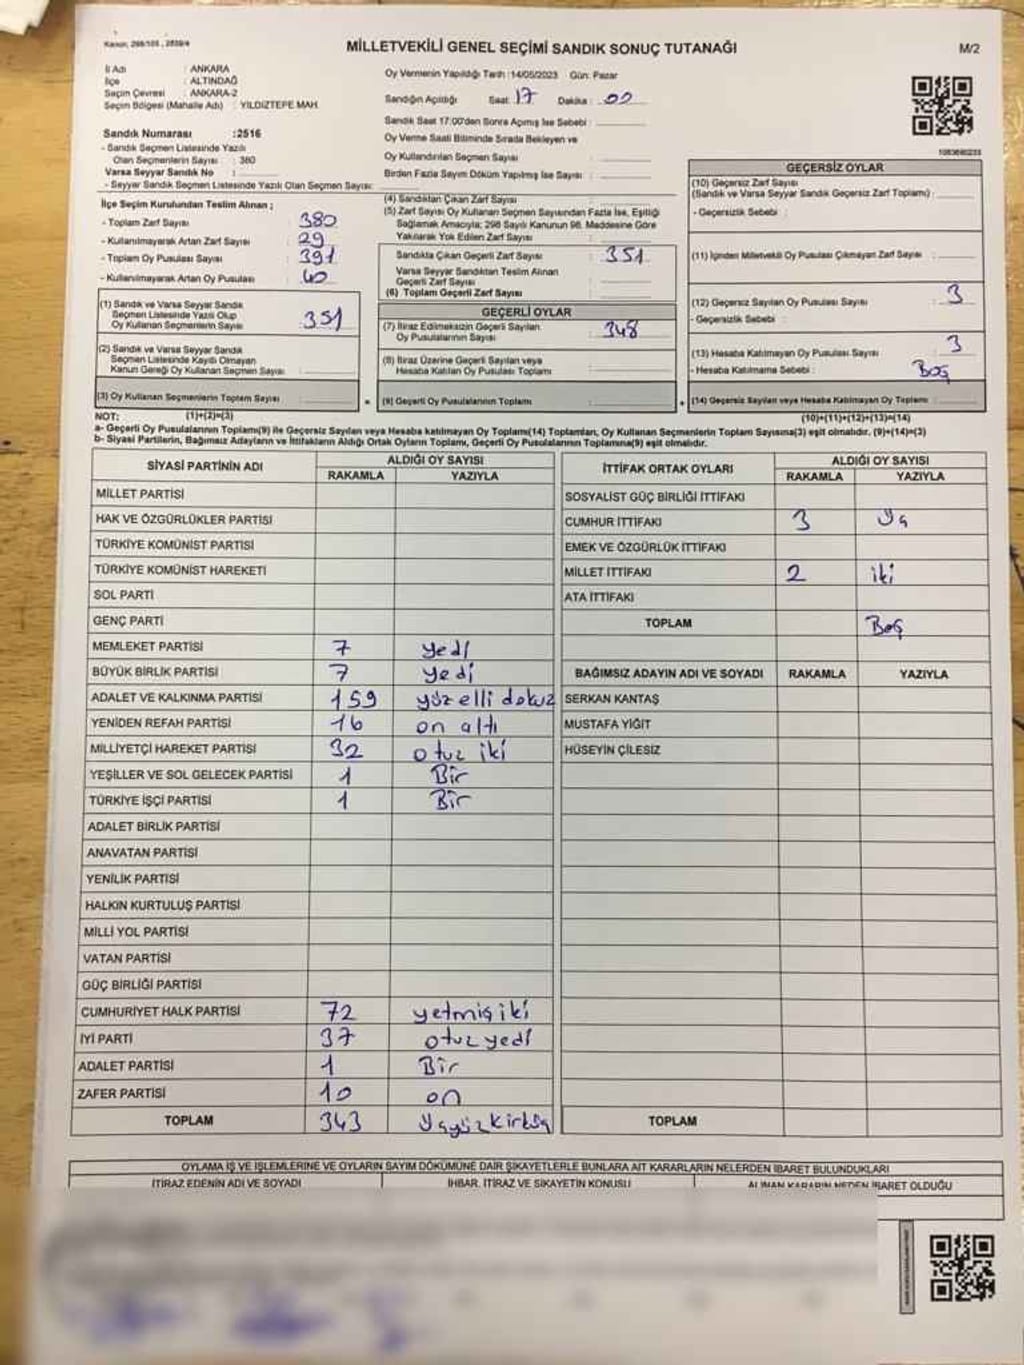 Kanun: 298/105 , 2839/4
MİLLETVEKİLİ GENEL SEÇİMİ SANDIK SONUÇ TUTANAĞI
M/2
İl Adı : ANKARA
İlçe : ALTINDAĞ
Seçim Çevresi : ANKARA-2
Seçim Bölgesi (Mahalle Adı) : YILDIZTEPE MAH.
Sandık Numarası :2516
- Sandık Seçmen Listesinde Yazılı
Olan Seçmenlerin Sayısı : 380
Varsa Seyyar Sandık No :
- Seyyar Sandık Seçmen Listesinde Yazılı Olan Seçmen Sayısı:
İlçe Seçim Kurulundan Teslim Alınan ;
- Toplam Zarf Sayısı : 380
- Kullanılmayarak Artan Zarf Sayısı : 29
- Toplam Oy Pusulası Sayısı : 391
- Kullanılmayarak Artan Oy Pusulası : 40
(1) Sandık ve Varsa Seyyar Sandık
Seçmen Listesinde Yazılı Olup
Oy Kullanan Seçmenlerin Sayısı : 351
(2) Sandık ve Varsa Seyyar Sandık
Seçmen Listesinde Kaydı Olmayan
Kanun Gereği Oy Kullanan Seçmen Sayısı :
(3) Oy Kullanan Seçmenlerin Toplam Sayısı :
Oy Vermenin Yapıldığı Tarih :14/05/2023 Gün: Pazar
Sandığın Açıldığı Saat: 17 Dakika : 00
Sandık Saat 17:00'den Sonra Açmış İse Sebebi :
Oy Verme Saati Bitiminde Sırada Bekleyen ve
Oy Kullandırılan Seçmen Sayısı :
Birden Fazla Sayım Döküm Yapılmış İse Sayısı :
(4) Sandıktan Çıkan Zarf Sayısı :
(5) Zarf Sayısı Oy Kullanan Seçmen Sayısından Fazla İse, Eşitliği
Sağlamak Amacıyla; 298 Sayılı Kanunun 98. Maddesine Göre
Yakılarak Yok Edilen Zarf Sayısı :
Sandıkta Çıkan Geçerli Zarf Sayısı : 351
Varsa Seyyar Sandıktan Teslim Alınan
Geçerli Zarf Sayısı :
(6) Toplam Geçerli Zarf Sayısı :
GEÇERLİ OYLAR
(7) İtiraz Edilmeksizin Geçerli Sayılan
Oy Pusulalarının Sayısı : 348
(8) İtiraz Üzerine Geçerli Sayılan veya
Hesaba Katılan Oy Pusulası Toplamı :
(9) Geçerli Oy Pusulalarının Toplamı :
1083640233
GEÇERSİZ OYLAR
(10) Geçersiz Zarf Sayısı
(Sandık ve Varsa Seyyar Sandık Geçersiz Zarf Toplamı) :
- Geçersizlik Sebebi :
(11) İçinden Milletvekili Oy Pusulası Çıkmayan Zarf Sayısı :
(12) Geçersiz Sayılan Oy Pusulası Sayısı : 3
- Geçersizlik Sebebi :
(13) Hesaba Katılmayan Oy Pusulası Sayısı : 3
- Hesaba Katılmama Sebebi : Boş
(14) Geçersiz Sayılan veya Hesaba Katılmayan Oy Toplamı :
NOT: (1)+(2)=(3) (10)+(11)+(12)+(13)=(14)
a- Geçerli Oy Pusulalarının Toplamı(9) ile Geçersiz Sayılan veya Hesaba katılmayan Oy Toplamı(14) Toplamları, Oy Kullanan Seçmenlerin Toplam Sayısına(3) eşit olmalıdır. (9)+(14)=(3)
b- Siyasi Partilerin, Bağımsız Adayların ve İttifakların Aldığı Ortak Oyların Toplamı, Geçerli Oy Pusulalarının Toplamına(9) eşit olmalıdır.
SİYASİ PARTİNİN ADI ALDIĞI OY SAYISI
RAKAMLA YAZIYLA
MİLLET PARTİSİ
HAK VE ÖZGÜRLÜKLER PARTİSİ
TÜRKİYE KOMÜNİST PARTİSİ
TÜRKİYE KOMÜNİST HAREKETİ
SOL PARTİ
GENÇ PARTİ
MEMLEKET PARTİSİ 7 yedi
BÜYÜK BİRLİK PARTİSİ 7 yedi
ADALET VE KALKINMA PARTİSİ 159 yüz elli dokuz
YENİDEN REFAH PARTİSİ 16 on altı
MİLLİYETÇİ HAREKET PARTİSİ 32 otuz iki
YEŞİLLER VE SOL GELECEK PARTİSİ 1 Bir
TÜRKİYE İŞÇİ PARTİSİ 1 Bir
ADALET BİRLİK PARTİSİ
ANAVATAN PARTİSİ
YENİLİK PARTİSİ
HALKIN KURTULUŞ PARTİSİ
MİLLİ YOL PARTİSİ
VATAN PARTİSİ
GÜÇ BİRLİĞİ PARTİSİ
CUMHURİYET HALK PARTİSİ 72 yetmiş iki
İYİ PARTİ 37 otuz yedi
ADALET PARTİSİ 1 Bir
ZAFER PARTİSİ 10 on
TOPLAM 343
İTTİFAK ORTAK OYLARI ALDIĞI OY SAYISI
RAKAMLA YAZIYLA
SOSYALİST GÜÇ BİRLİĞİ İTTİFAKI
CUMHUR İTTİFAKI 3 Üç
EMEK VE ÖZGÜRLÜK İTTİFAKI
MİLLET İTTİFAKI 2 iki
ATA İTTİFAKI
TOPLAM Beş
BAĞIMSIZ ADAYIN ADI VE SOYADI RAKAMLA YAZIYLA
SERKAN KANTAŞ
MUSTAFA YİĞİT
HÜSEYİN ÇİLESİZ
TOPLAM
OYLAMA İŞ VE İŞLEMLERİNE VE OYLARIN SAYIM DÖKÜMÜNE DAİR ŞİKAYETLERLE BUNLARA AİT KARARLARIN NELERDEN İBARET BULUNDUKLARI
İTİRAZ EDENİN ADI VE SOYADI İHBAR, İTİRAZ VE ŞİKAYETİN KONUSU ALINAN KARARIN NEDEN İBARET OLDUĞU